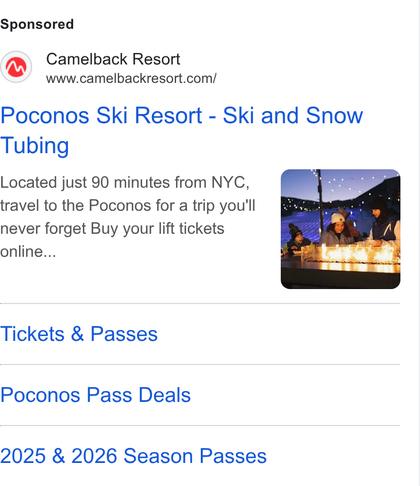 Sponsored
Camelback Resort
www.camelbackresort.com/
Poconos Ski Resort - Ski and Snow
Tubing
Located just 90 minutes from NYC,
travel to the Poconos for a trip you'll
never forget Buy your lift tickets
online...
Tickets & Passes
Poconos Pass Deals
2025 & 2026 Season Passes